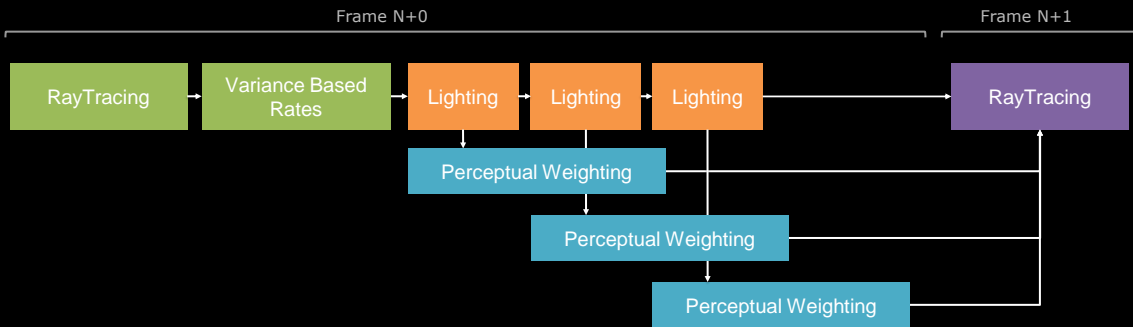 Frame N+0
Frame N+1
RayTracing
Variance Based
Rates
Lighting
Lighting
Lighting
RayTracing
Perceptual Weighting
Perceptual Weighting
Perceptual Weighting